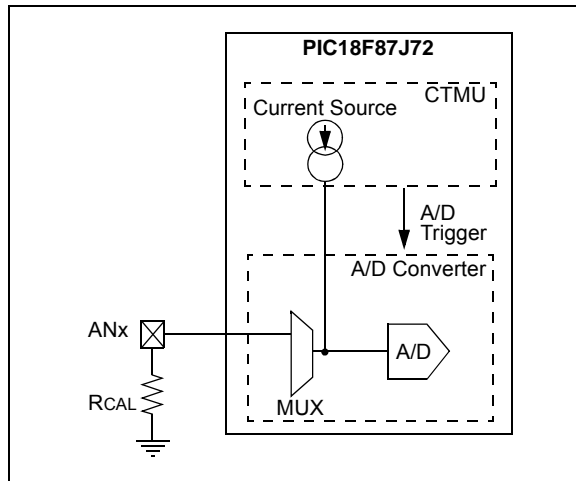 PIC18F87J72
CTMU
Current Source
A/D
Trigger
A/D Converter
ANx
A/D
RCAL
MUX